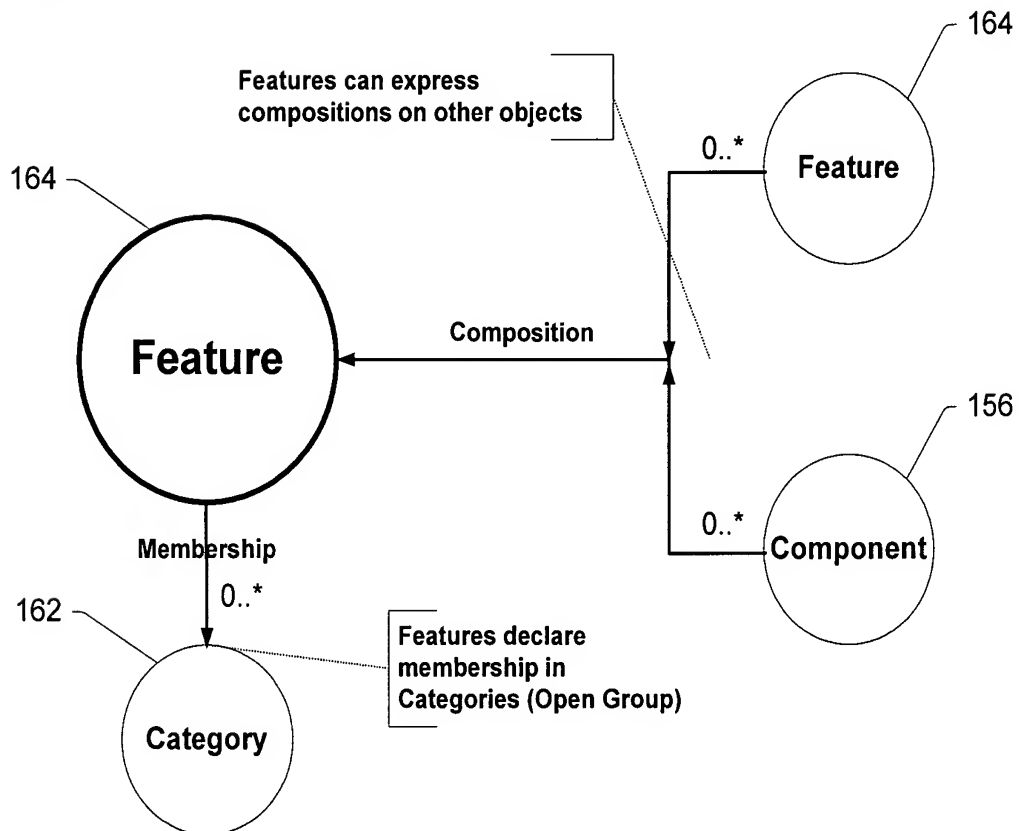 164
Features can express
compositions on other objects
0..*
Feature
164
Feature
Composition
156
0..*
Component
Membership
0..*
162
Features declare
membership in
Categories (Open Group)
Category